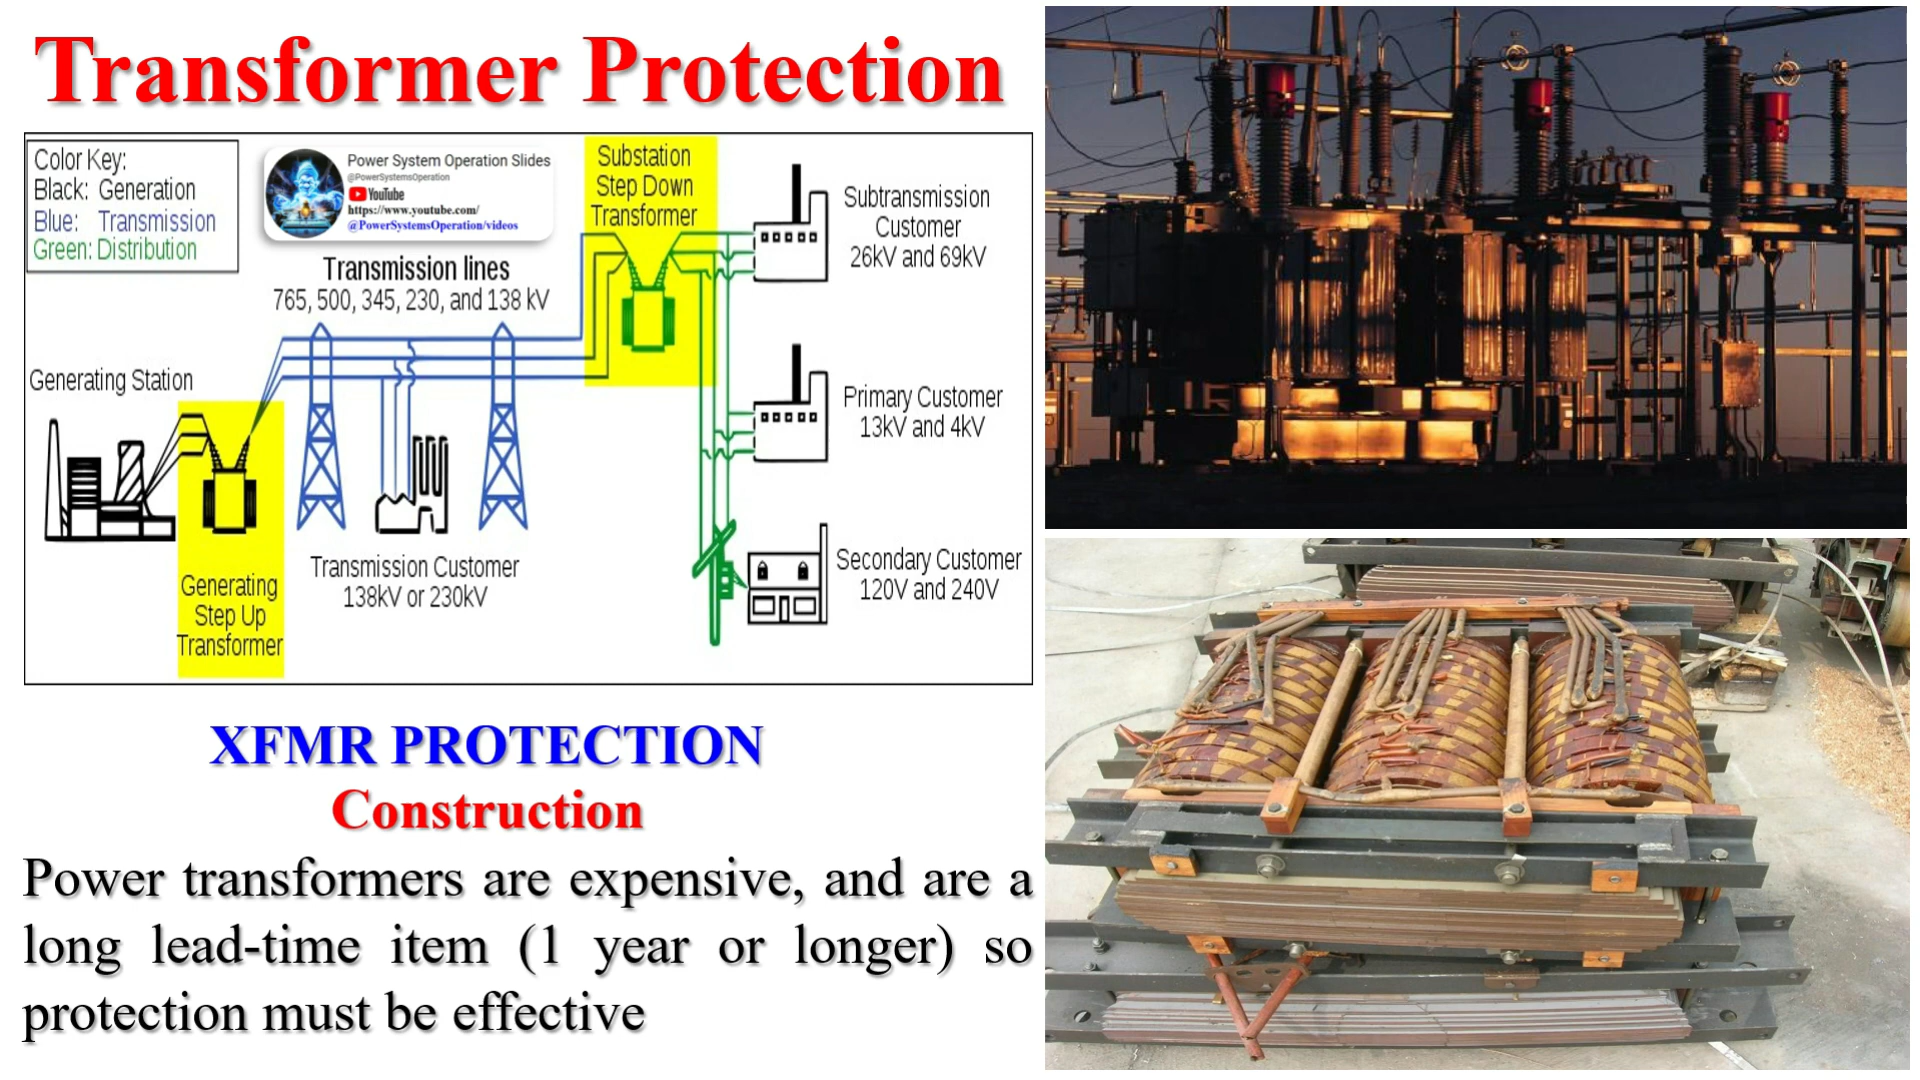 Transformer Protection
Color Key:
Black: Generation
Blue: Transmission
Green: Distribution
Power System Operation Slides
@PowerSystemsOperation
YouTube
https://www.youtube.com/
@PowerSystemsOperation/videos
Substation
Step Down
Transformer
Subtransmission
Customer
26kV and 69kV
Transmission lines
765, 500, 345, 230, and 138 kV
Generating Station
Primary Customer
13kV and 4kV
Transmission Customer
138kV or 230kV
Secondary Customer
120V and 240V
Generating
Step Up
Transformer
XFMR PROTECTION
Construction
Power transformers are expensive, and are a
long lead-time item (1 year or longer) so
protection must be effective